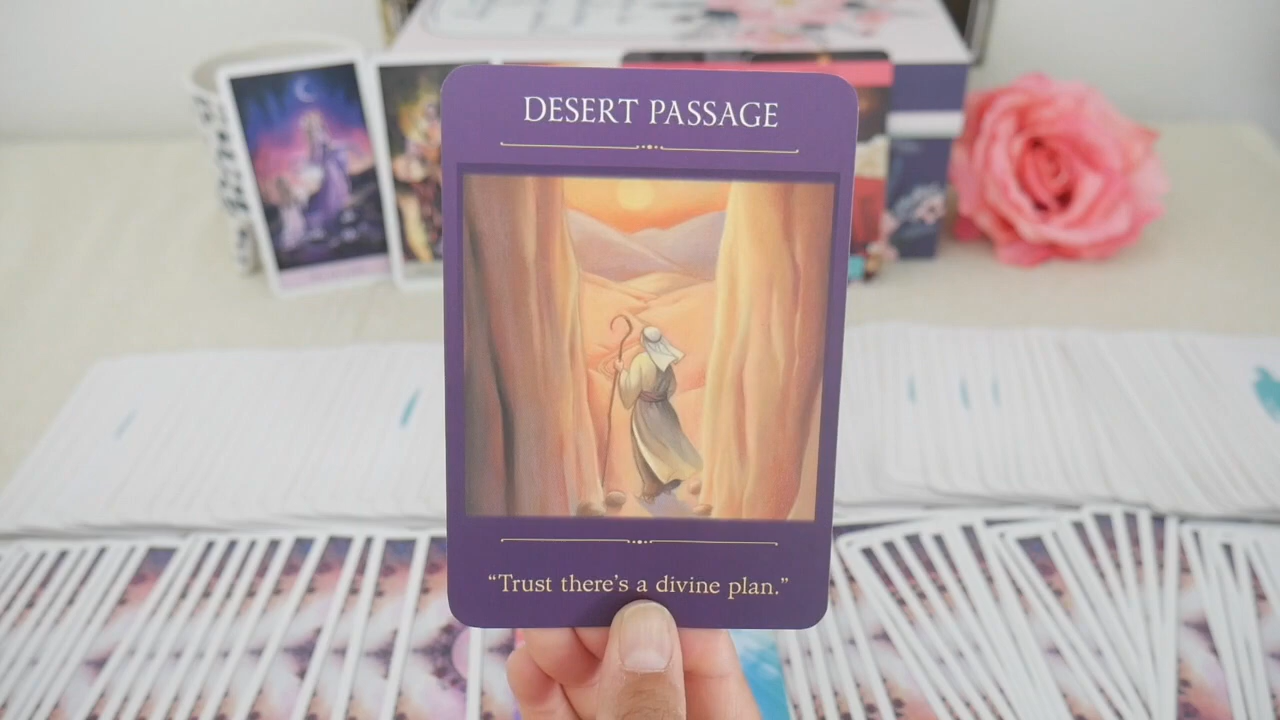 DESERT PASSAGE
“Trust there’s a divine plan.”